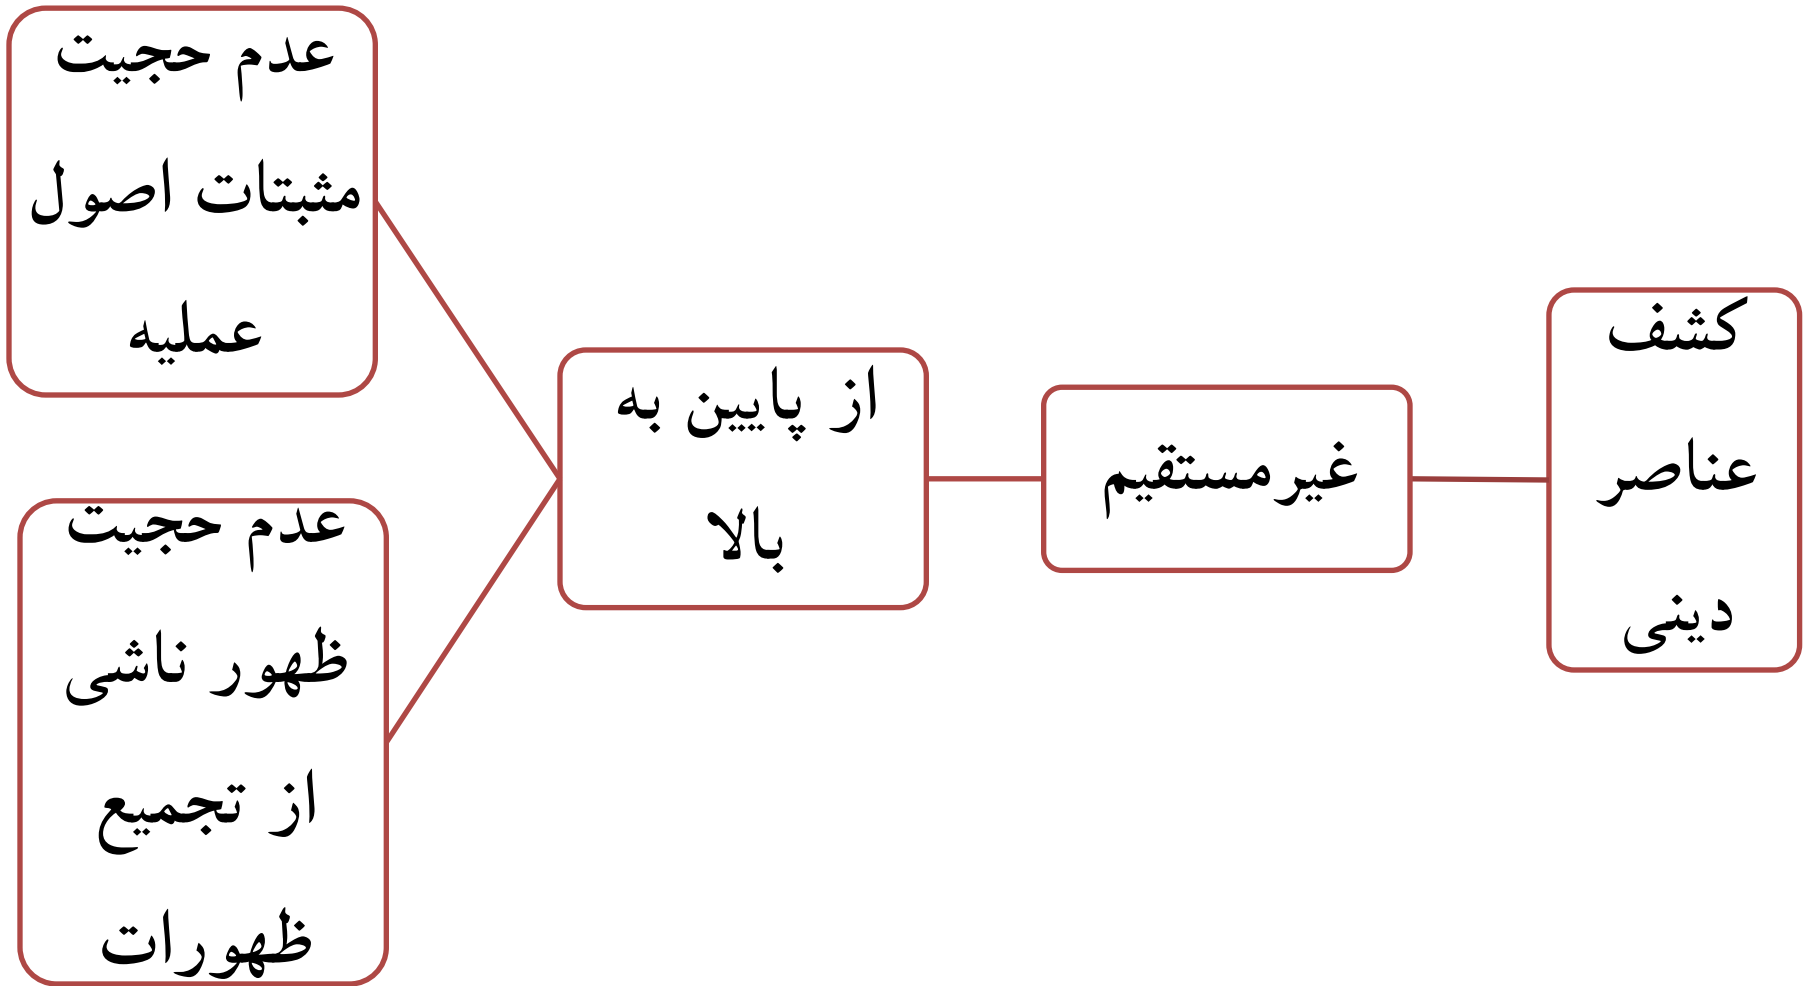 کشف
عناصر
دینی
غیرمستقیم
از پایین به
بالا
عدم حجیت
مثبتات اصول
عملیه
عدم حجیت
ظهور ناشی
از تجمیع
ظهورات